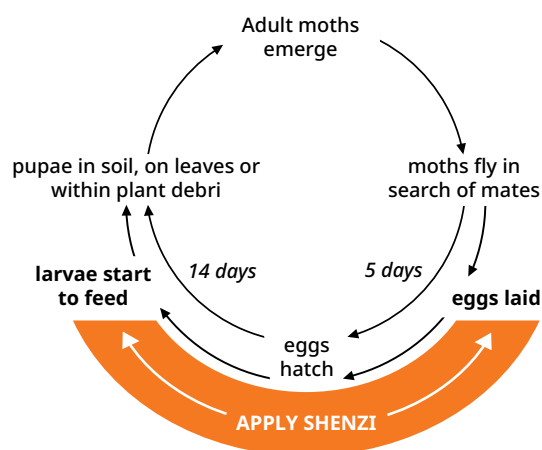 Adult moths
emerge
moths fly in
search of mates
5 days
eggs laid
eggs
hatch
14 days
larvae start
to feed
pupae in soil, on leaves or
within plant debri
APPLY SHENZI